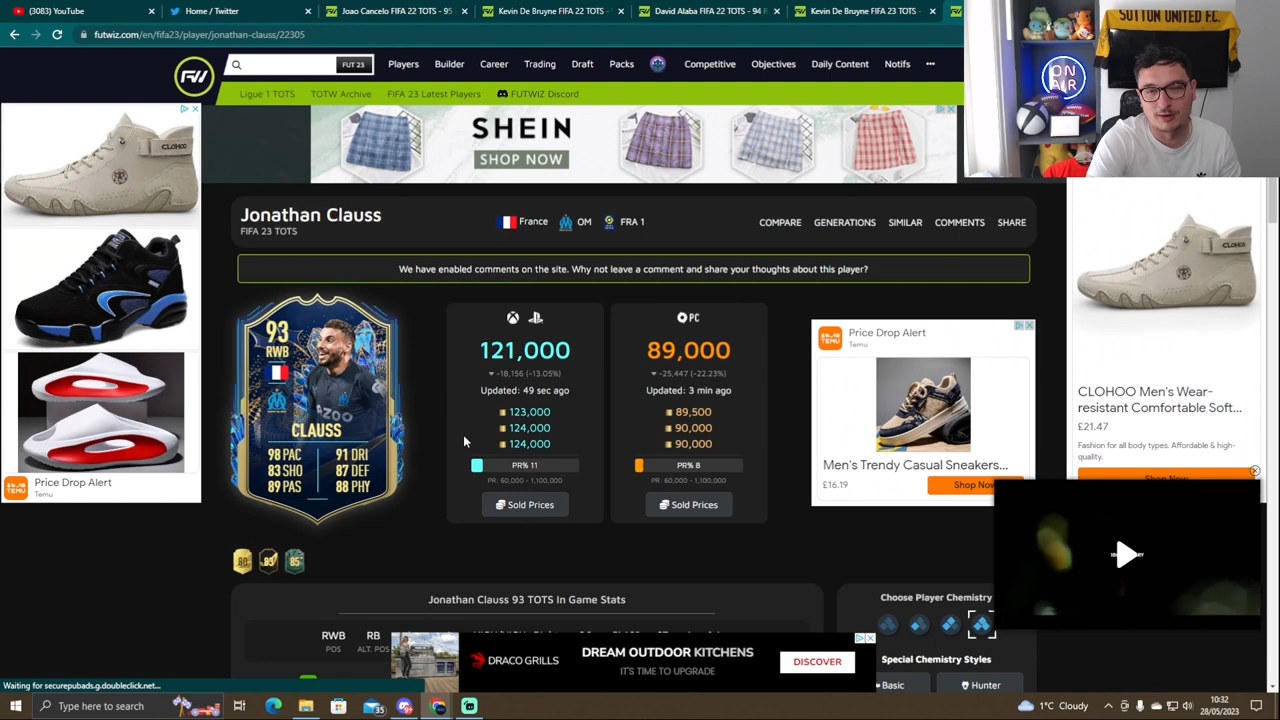 (3083) YouTube
Home / Twitter
Joao Cancelo FIFA 22 TOTS - 95
Kevin De Bruyne FIFA 22 TOTS -
David Alaba FIFA 22 TOTS - 94 R
Kevin De Bruyne FIFA 23 TOTS -
futwiz.com/en/fifa23/player/jonathan-clauss/22305
SUTTON UNITED F.C.
ON AIR
FW
FUT 23
Players
Builder
Career
Trading
Draft
Packs
Competitive
Objectives
Daily Content
Notifs
Ligue 1 TOTS
TOTW Archive
FIFA 23 Latest Players
FUTWIZ Discord
SHEIN
SHOP NOW
CLOHOO
Jonathan Clauss
FIFA 23 TOTS
France
OM
FRA 1
COMPARE
GENERATIONS
SIMILAR
COMMENTS
SHARE
We have enabled comments on the site. Why not leave a comment and share your thoughts about this player?
93
RWB
CLAUSS
98 PAC
83 SHO
89 PAS
91 DRI
87 DEF
88 PHY
121,000
-18,156 (-13.05%)
Updated: 49 sec ago
123,000
124,000
124,000
PR% 11
PR: 60,000 - 1,100,000
Sold Prices
PC
89,000
-25,447 (-22.23%)
Updated: 3 min ago
89,500
90,000
90,000
PR% 8
PR: 60,000 - 1,100,000
Sold Prices
TEMU
Price Drop Alert
Temu
Men's Trendy Casual Sneakers...
£16.19
Shop Now
CLOHOO
CLOHOO Men's Wear-
resistant Comfortable Soft...
£21.47
Fashion for all body types. Affordable & high-
quality.
Shop Now
TEMU
Price Drop Alert
Temu
Jonathan Clauss 93 TOTS In Game Stats
RWB
POS
RB
ALT. POS
Choose Player Chemistry
Special Chemistry Styles
Basic
Hunter
DRACO GRILLS
DREAM OUTDOOR KITCHENS
IT'S TIME TO UPGRADE
DISCOVER
Waiting for securepubads.g.doubleclick.net...
Type here to search
35
1°C Cloudy
10:32
28/05/2023